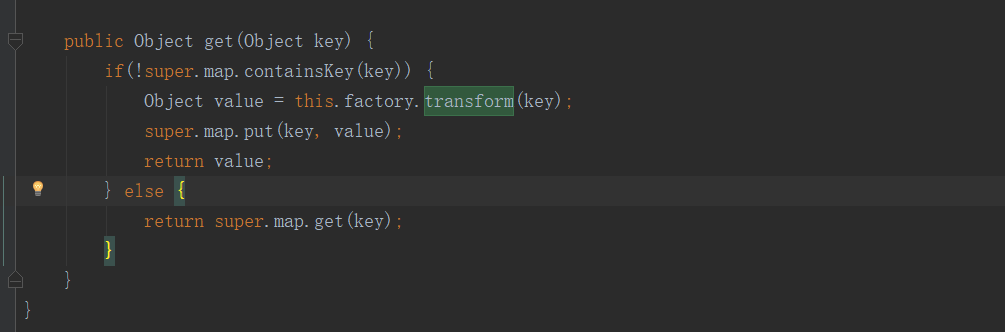 public Object get(Object key) {
if(!super.map.containsKey(key)) {
Object value = this.factory.transform(key);
super.map.put(key, value);
return value;
} else {
return super.map.get(key);
}
}
}